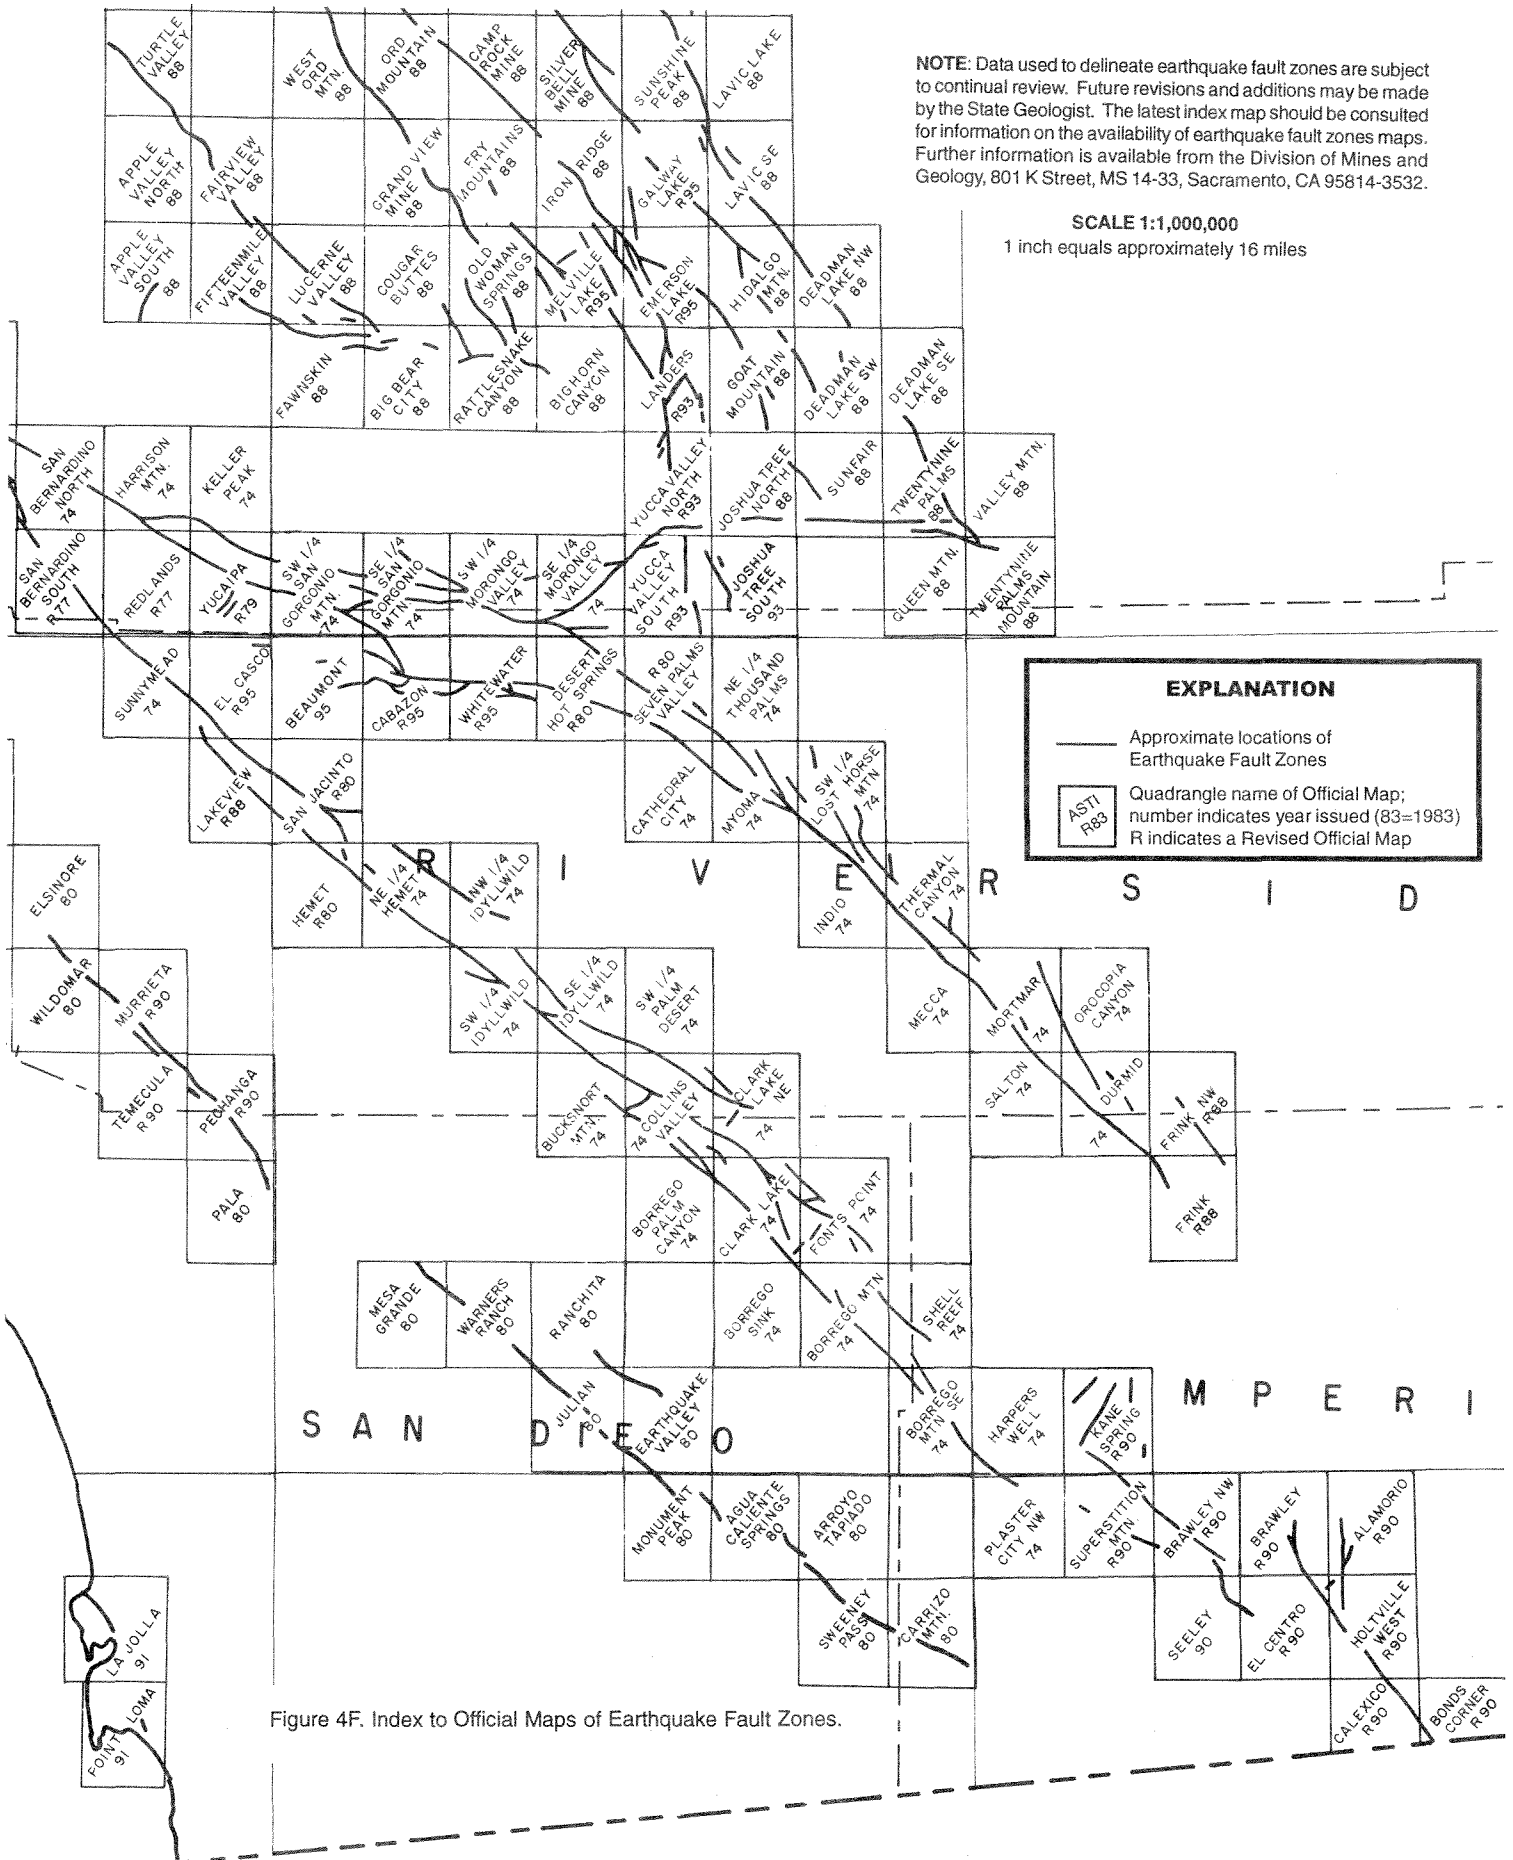 TURTLE
VALLEY
88
WEST
ORD
MTN.
88
ORD
MOUNTAIN
88
CAMP
ROCK
MINE
88
SILVER
BELL
MINE
88
SUNSHINE
PEAK
88
LAVIC LAKE
88
NOTE: Data used to delineate earthquake fault zones are subject
to continual review. Future revisions and additions may be made
by the State Geologist. The latest index map should be consulted
for information on the availability of earthquake fault zones maps.
Further information is available from the Division of Mines and
Geology, 801 K Street, MS 14-33, Sacramento, CA 95814-3532.
SCALE 1:1,000,000
1 inch equals approximately 16 miles
APPLE
VALLEY
NORTH
88
FAIRVIEW
VALLEY
88
GRANDVIEW
MINE
88
FRY
MOUNTAINS
88
IRON RIDGE
88
GALWAY
LAKE
R95
LAVIC SE
88
APPLE
VALLEY
SOUTH
88
FIFTEENMILE
VALLEY
88
LUCERNE
VALLEY
88
COUGAR
BUTTES
88
OLD
WOMAN
SPRINGS
88
MELVILLE
LAKE
R95
EMERSON
LAKE
R95
HIDALGO
MTN.
88
DEADMAN
LAKE NW
88
FAWNSKIN
88
BIG BEAR
CITY
88
RATTLESNAKE
CANYON
88
BIGHORN
CANYON
88
LANDERS
R93
GOAT
MOUNTAIN
88
DEADMAN
LAKE SW
88
DEADMAN
LAKE SE
88
SAN
BERNARDINO
NORTH
74
HARRISON
MTN.
74
KELLER
PEAK
74
YUCCA VALLEY
NORTH
R93
JOSHUA TREE
NORTH
88
SUNFAIR
88
TWENTYNINE
PALMS
88
VALLEY MTN.
88
SAN
BERNARDINO
SOUTH
R77
REDLANDS
R77
YUCAIPA
R79
SW 1/4
SAN
GORGONIO
MTN.
74
SE 1/4
SAN
GORGONIO
MTN.
74
SW 1/4
MORONGO
VALLEY
74
SE 1/4
MORONGO
VALLEY
74
YUCCA
VALLEY
SOUTH
R93
JOSHUA
TREE
SOUTH
93
QUEEN MTN.
88
TWENTYNINE
PALMS
MOUNTAIN
88
SUNNYMEAD
74
EL CASCO
R95
BEAUMONT
95
CABAZON
R95
WHITEWATER
R95
DESERT
HOT SPRINGS
R80
R80
SEVEN PALMS
VALLEY
NE 1/4
THOUSAND
PALMS
74
EXPLANATION
Approximate locations of
Earthquake Fault Zones
ASTI
R83
Quadrangle name of Official Map;
number indicates year issued (83=1983)
R indicates a Revised Official Map
LAKEVIEW
R88
SAN JACINTO
R80
CATHEDRAL
CITY
74
MYOMA
74
SW 1/4
LOST HORSE
MTN
74
R I V E R S I D
ELSINORE
80
HEMET
R80
NE 1/4
HEMET
74
NW 1/4
IDYLLWILD
74
INDIO
74
THERMAL
CANYON
74
WILDOMAR
80
MURRIETA
R90
SW 1/4
IDYLLWILD
74
SE 1/4
IDYLLWILD
74
SW 1/4
PALM
DESERT
74
MECCA
74
MORTMAR
74
OROCOPIA
CANYON
74
TEMECULA
R90
PECHANGA
R90
BUCKSNORT
MTN.
74
COLLINS
VALLEY
74
CLARK
LAKE
NE
74
SALTON
74
DURMID
74
FRINK NW
R88
PALA
80
BORREGO
PALM
CANYON
74
CLARK LAKE
74
FONTS POINT
74
FRINK
R88
MESA
GRANDE
80
WARNERS
RANCH
80
RANCHITA
80
BORREGO
SINK
74
BORREGO MTN
74
SHELL
REEF
74
JULIAN
80
EARTHQUAKE
VALLEY
80
BORREGO
MTN SE
74
HARPERS
WELL
74
KANE
SPRING
R90
I M P E R I
S A N D I E O
MONUMENT
PEAK
80
AGUA
CALIENTE
SPRINGS
80
ARROYO
TAPIADO
80
PLASTER
CITY NW
74
SUPERSTITION
MTN.
R90
BRAWLEY NW
R90
BRAWLEY
R90
ALAMORIO
R90
LA JOLLA
91
SWEENEY
PASS
80
CARRIZO
MTN.
80
SEELEY
90
EL CENTRO
R90
HOLTVILLE
WEST
R90
POINT LOMA
91
CALEXICO
R90
BONDS
CORNER
R90
Figure 4F. Index to Official Maps of Earthquake Fault Zones.